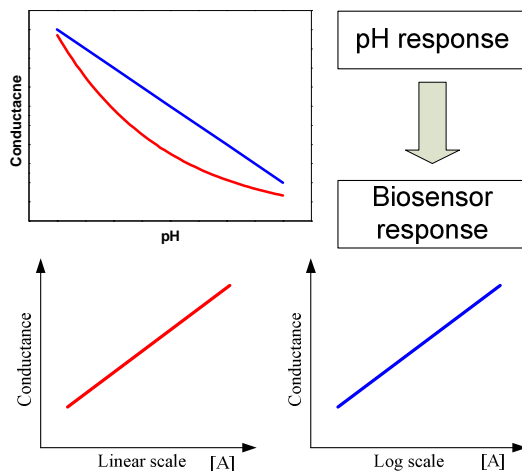 Conductacne
pH
pH response
Biosensor
response
Conductance
Linear scale [A]
Conductance
Log scale [A]